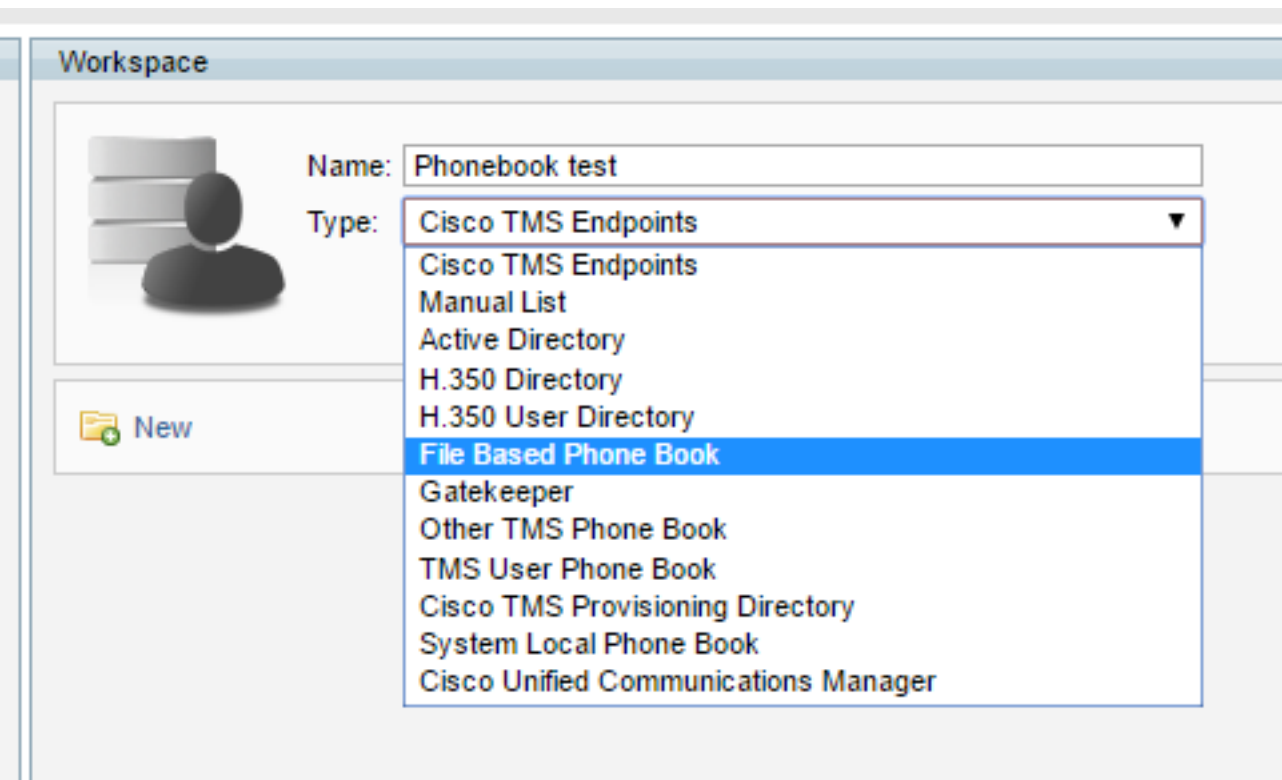 Workspace
Name: Phonebook test
Type: Cisco TMS Endpoints
Cisco TMS Endpoints
Manual List
Active Directory
H.350 Directory
H.350 User Directory
New
File Based Phone Book
Gatekeeper
Other TMS Phone Book
TMS User Phone Book
Cisco TMS Provisioning Directory
System Local Phone Book
Cisco Unified Communications Manager